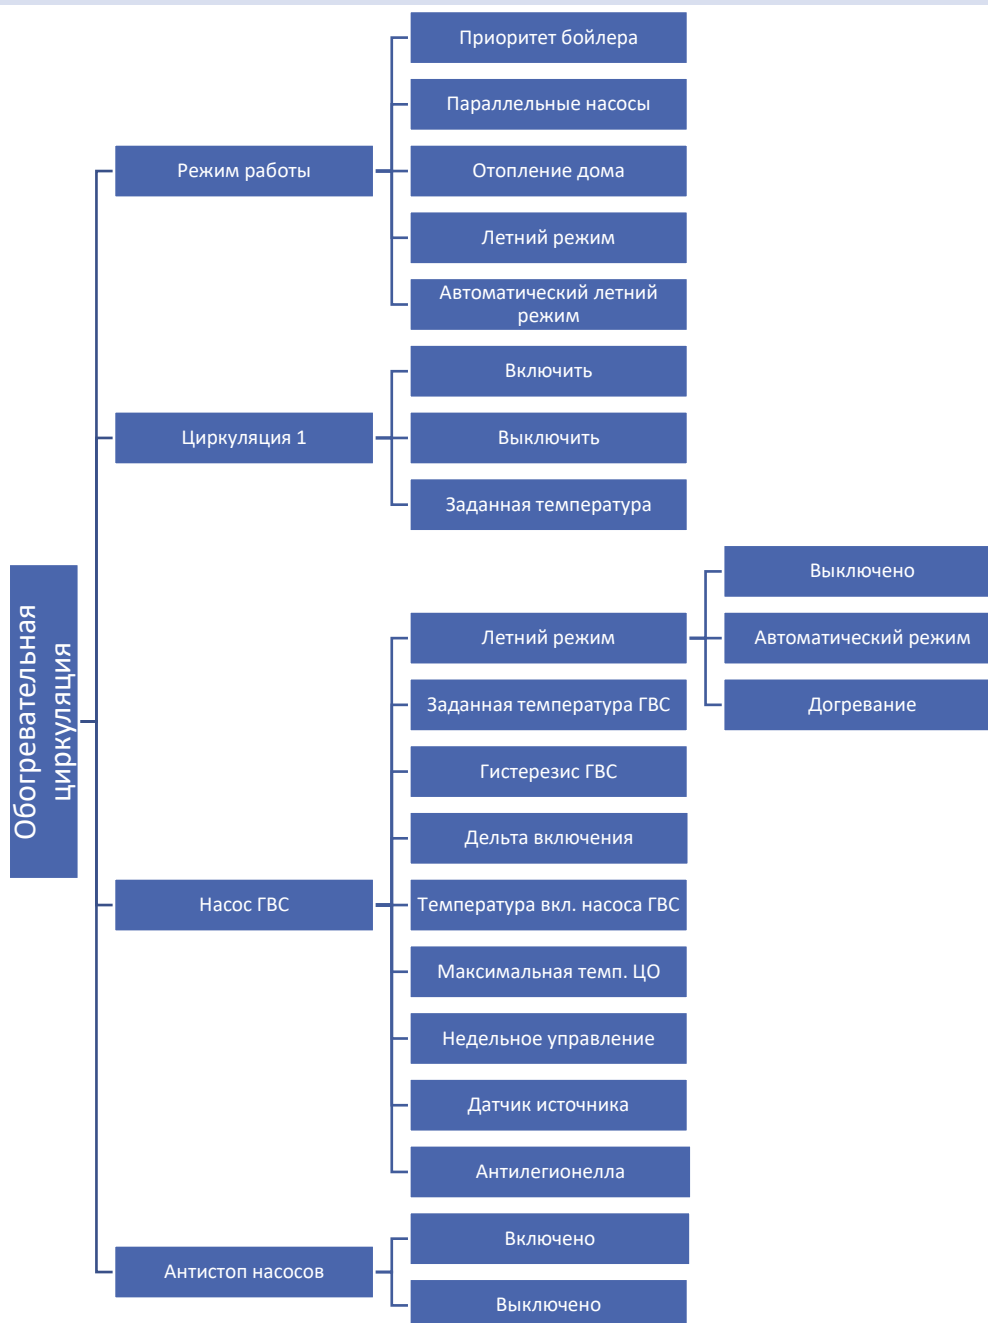 Приоритет бойлера
Параллельные насосы
Режим работы
Отопление дома
Летний режим
Автоматический летний
режим
Включить
Циркуляция 1
Выключить
Заданная температура
Обогревательная
циркуляция
Выключено
Летний режим
Автоматический режим
Догревание
Заданная температура ГВС
Гистерезис ГВС
Дельта включения
Насос ГВС
Температура вкл. насоса ГВС
Максимальная темп. ЦО
Недельное управление
Датчик источника
Антилегионелла
Включено
Антистоп насосов
Выключено